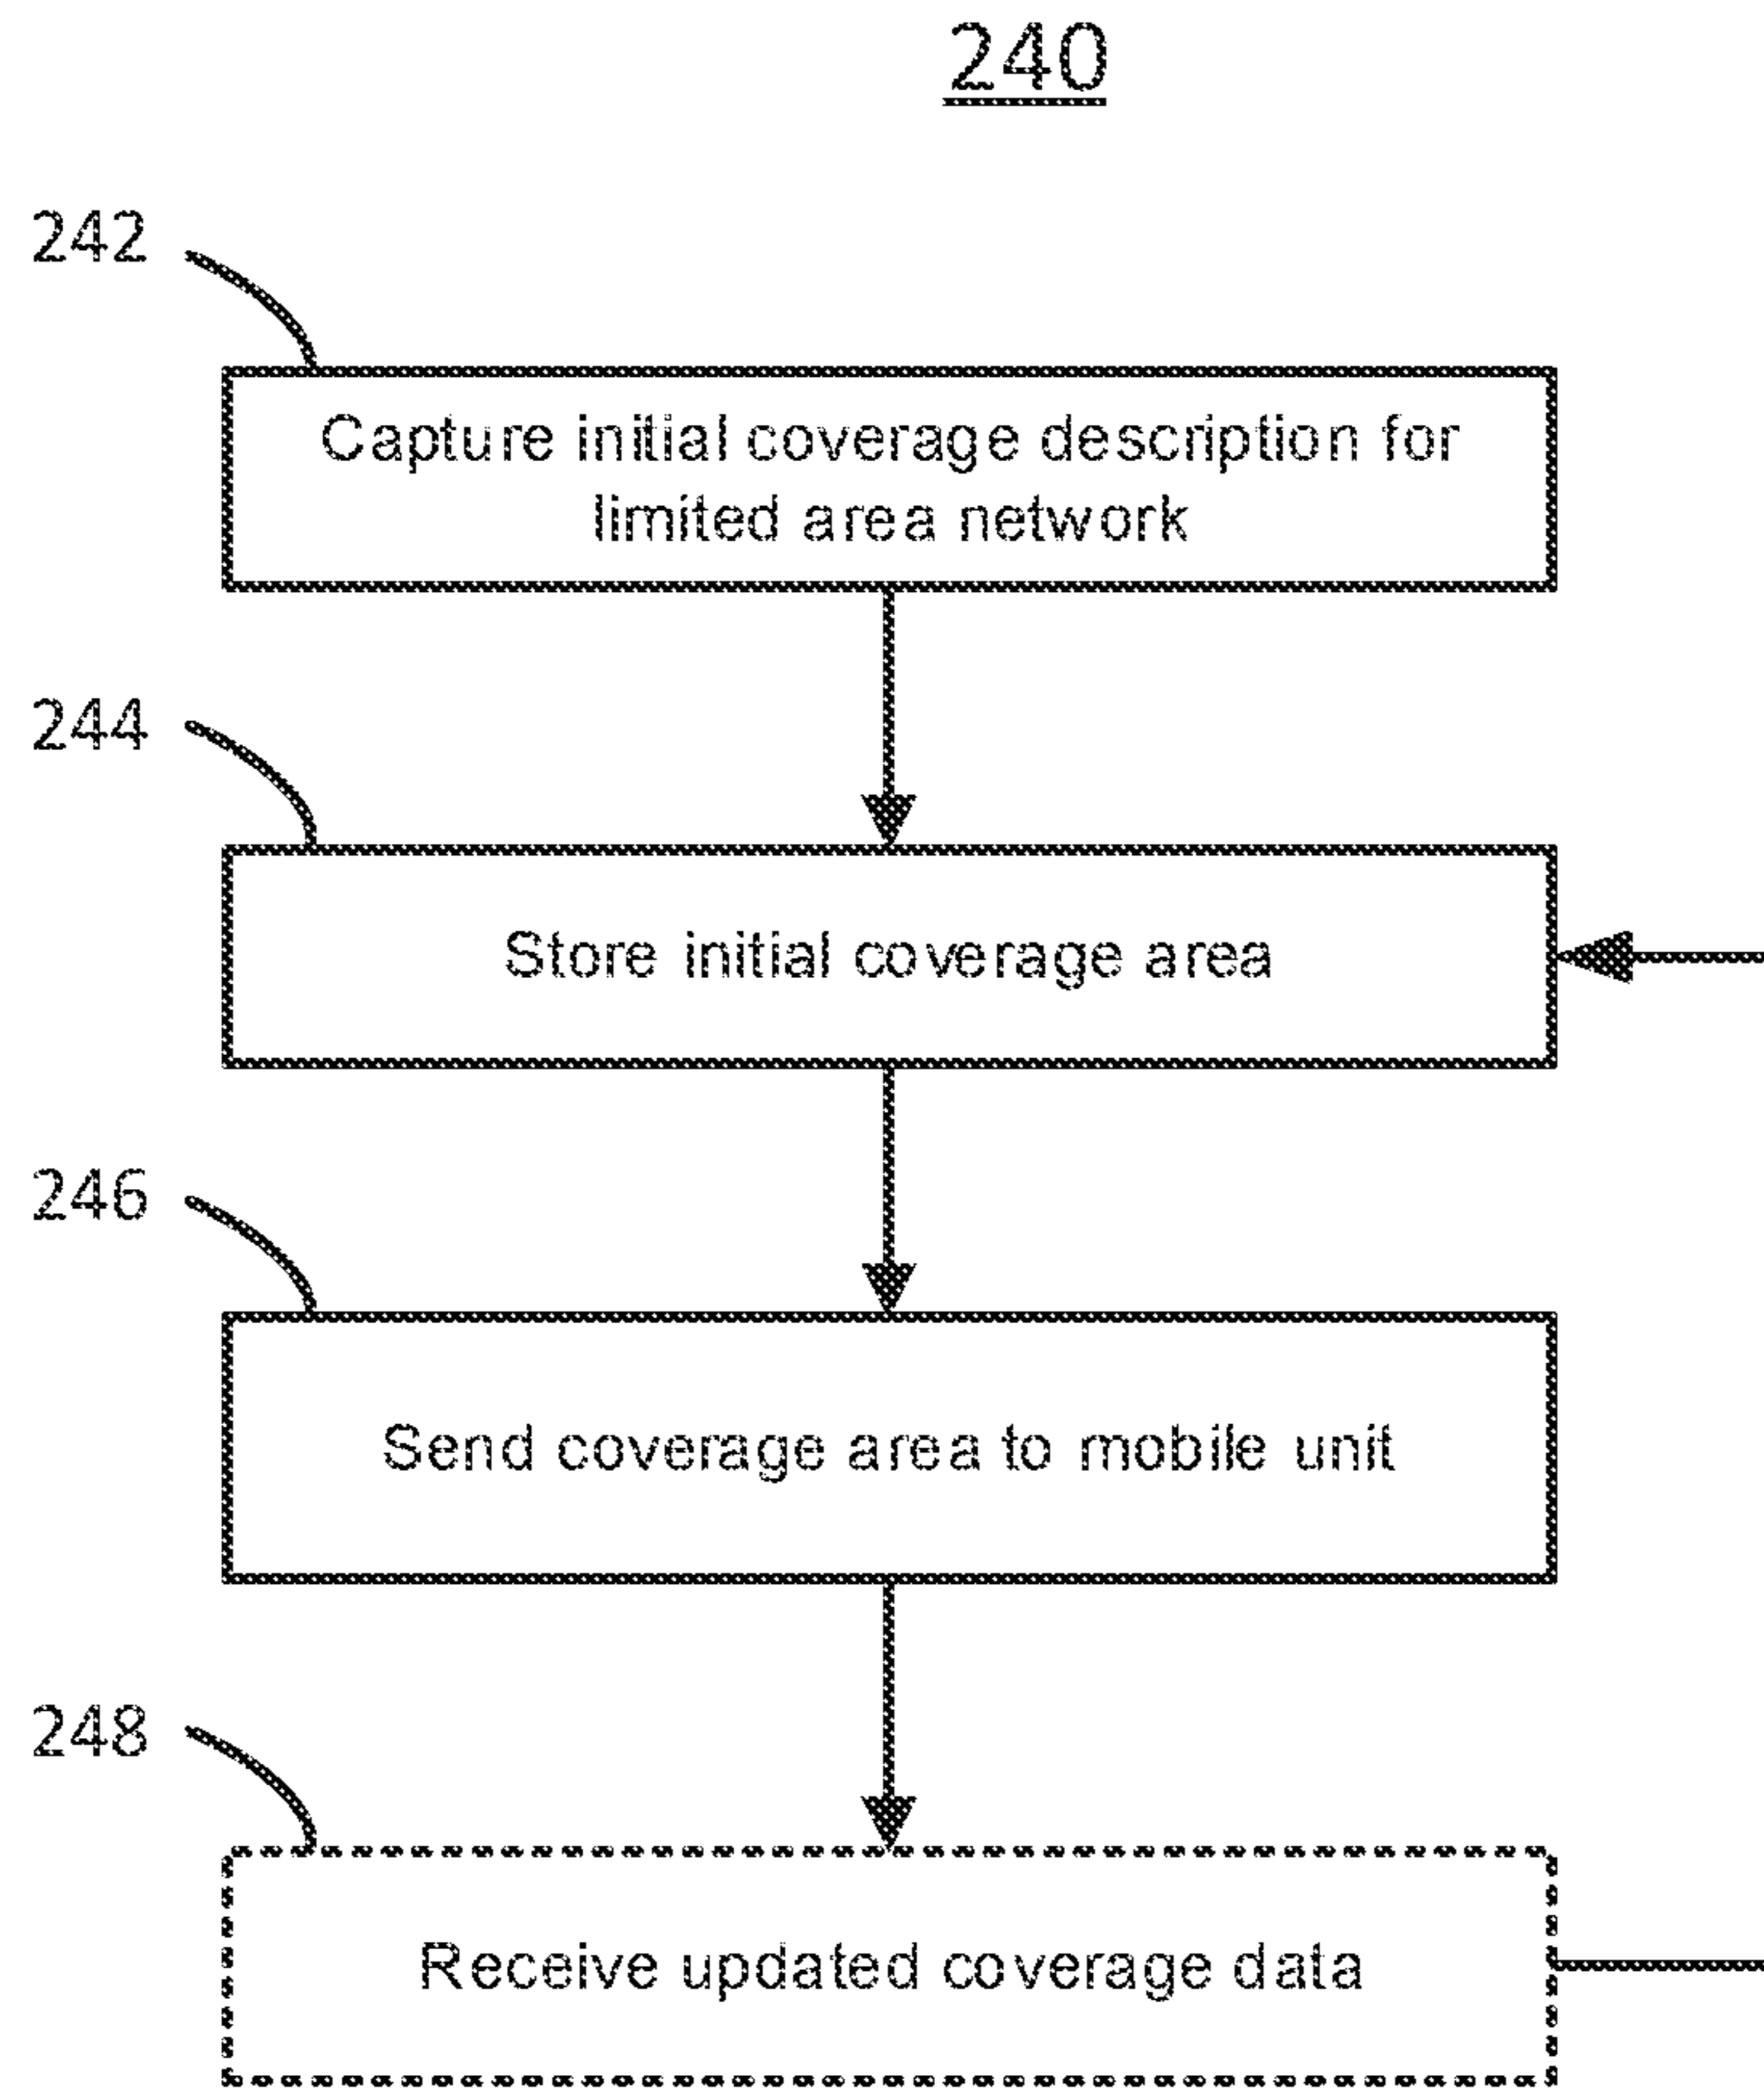 240
242
Capture initial coverage description for
limited area network
244
Store initial coverage area
246
Send coverage area to mobile unit
248
Receive updated coverage data